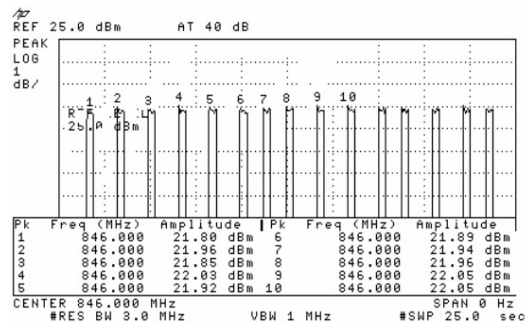 hp
REF 25.0 dBm AT 40 dB
PEAK
LOG
1
dB/
1 2 3 4 5 6 7 8 9 10
25.0 dBm
Pk Freq (MHz) Amplitude Pk Freq (MHz) Amplitude
1 846.000 21.80 dBm 6 846.000 21.89 dBm
2 846.000 21.96 dBm 7 846.000 21.94 dBm
3 846.000 21.85 dBm 8 846.000 21.96 dBm
4 846.000 22.03 dBm 9 846.000 22.05 dBm
5 846.000 21.92 dBm 10 846.000 22.05 dBm
CENTER 846.000 MHz SPAN 0 Hz
#RES BW 3.0 MHz VBW 1 MHz #SWP 25.0 sec